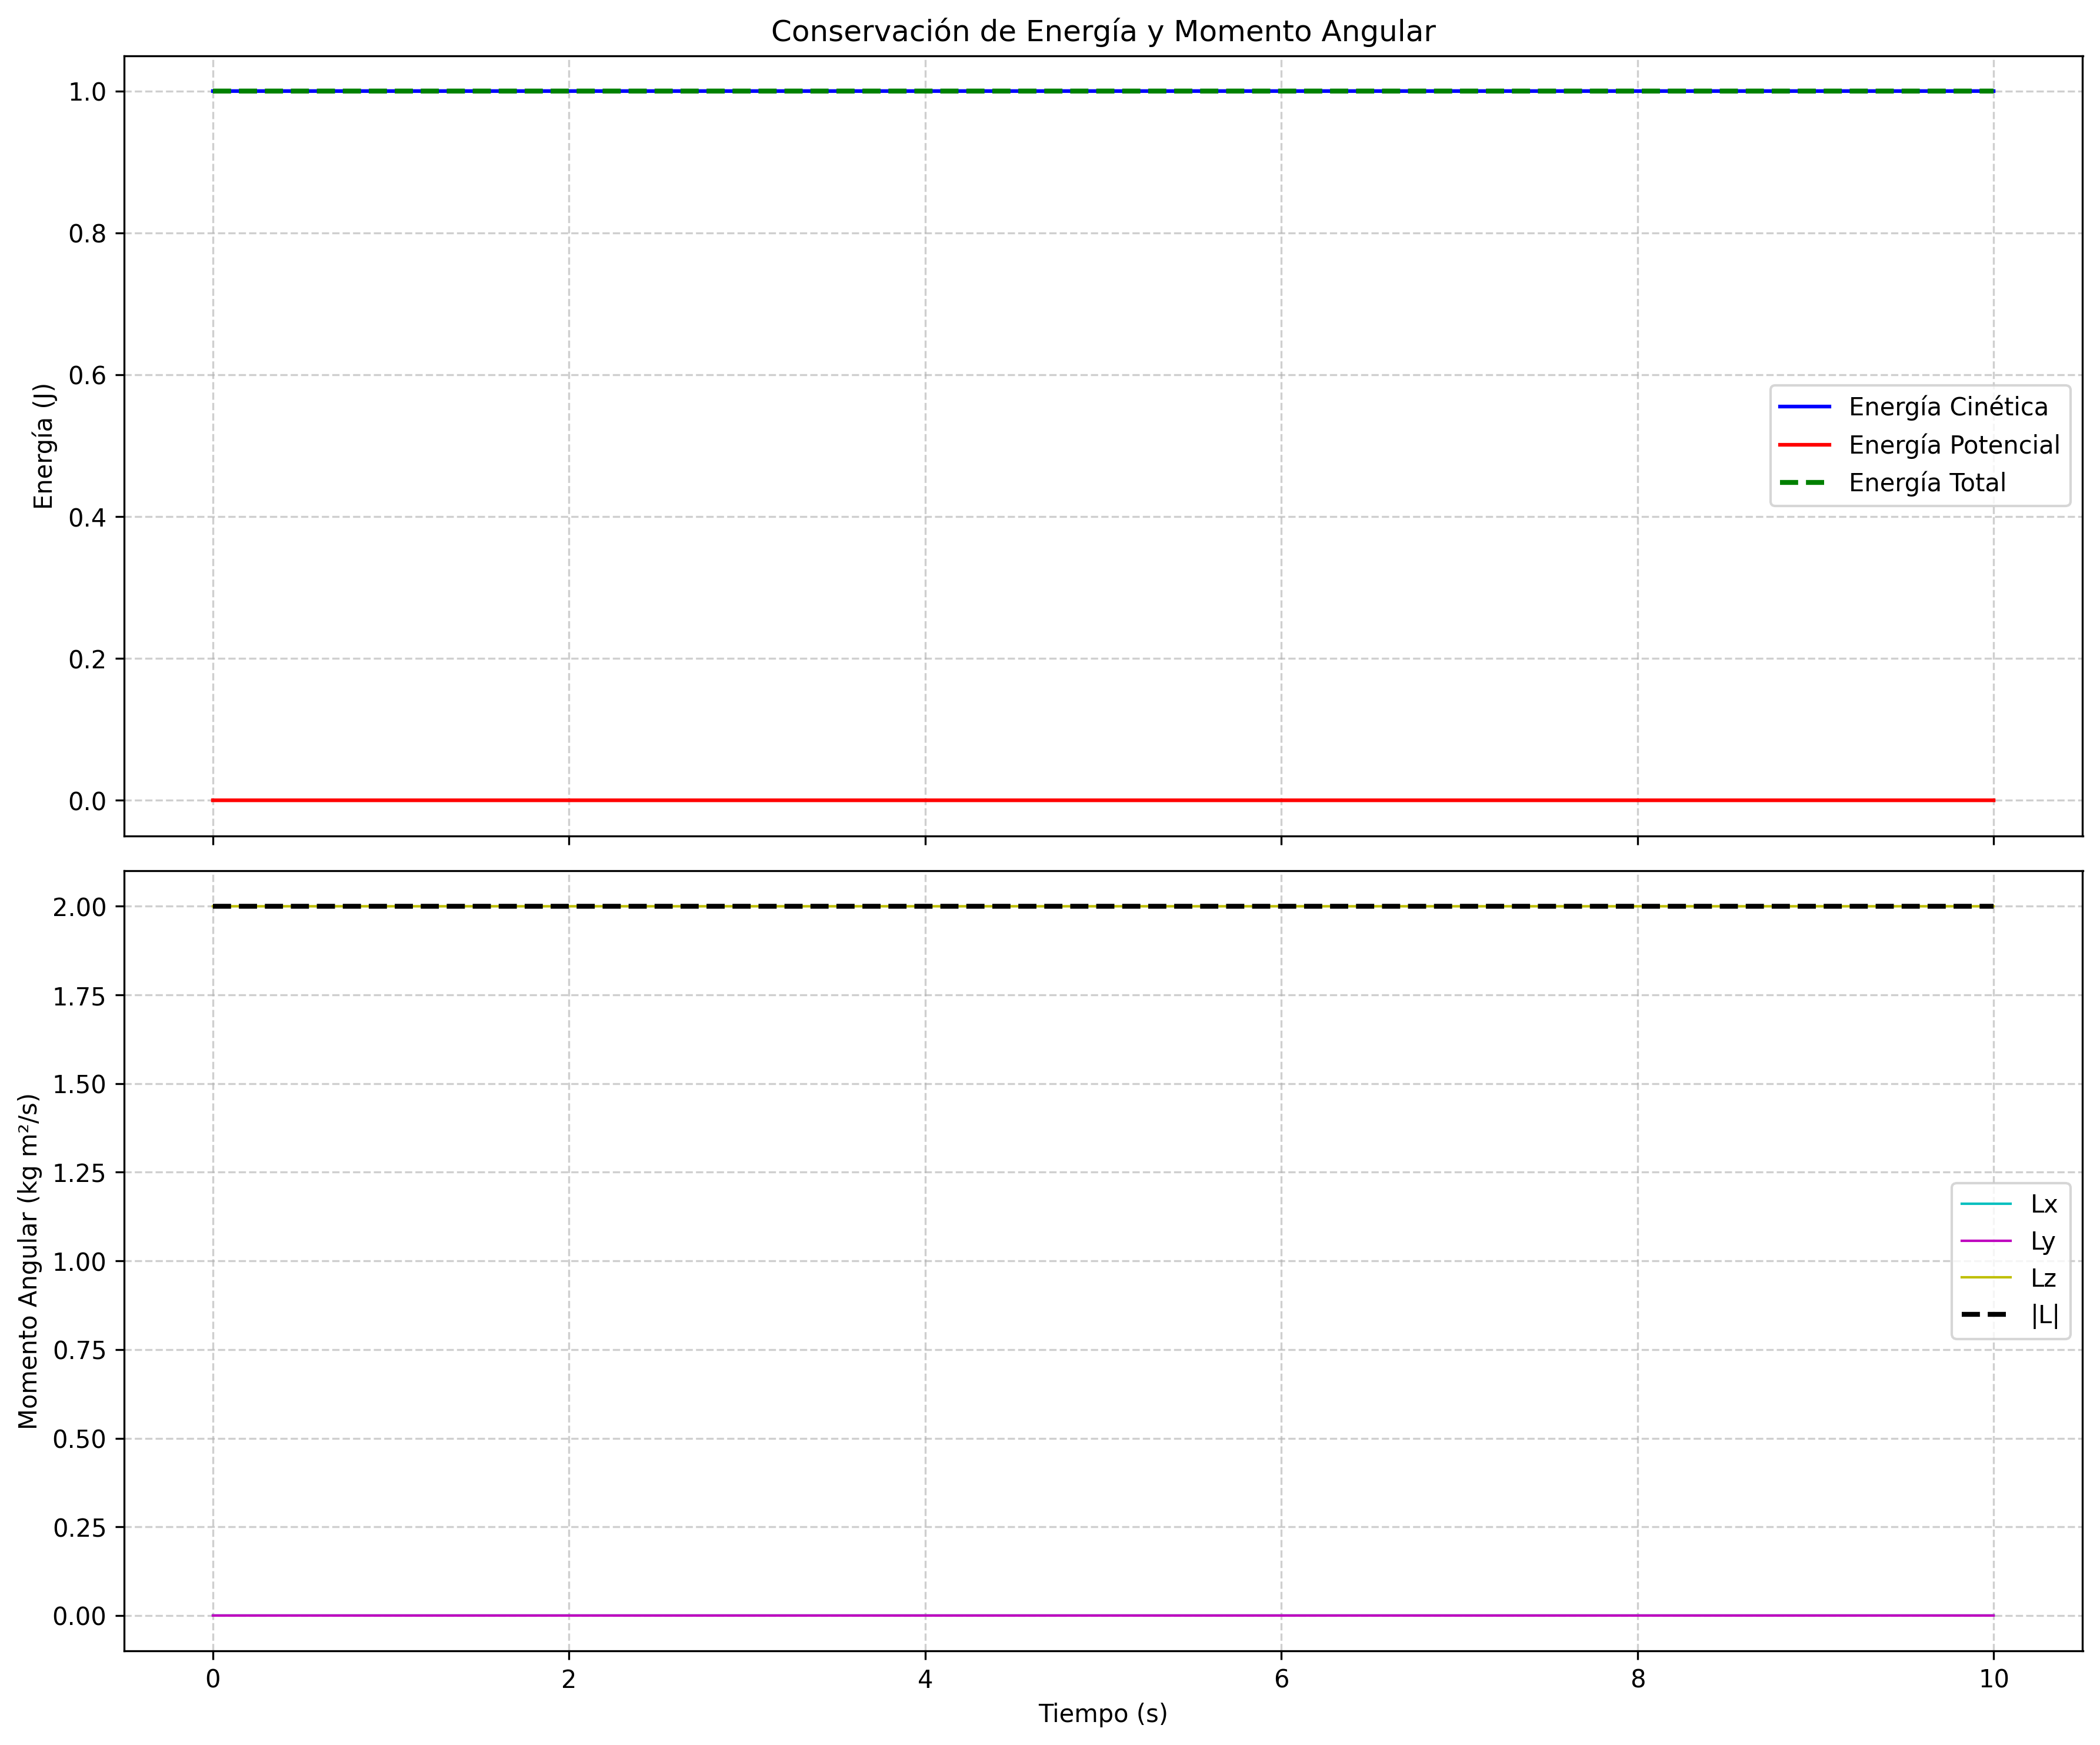 Conservación de Energía y Momento Angular
1.0
0.8
0.6
0.4
0.2
0.0
Energía (J)
Energía Cinética
Energía Potencial
Energía Total
2.00
1.75
1.50
1.25
1.00
0.75
0.50
0.25
0.00
Momento Angular (kg m²/s)
Lx
Ly
Lz
|L|
0 2 4 6 8 10
Tiempo (s)